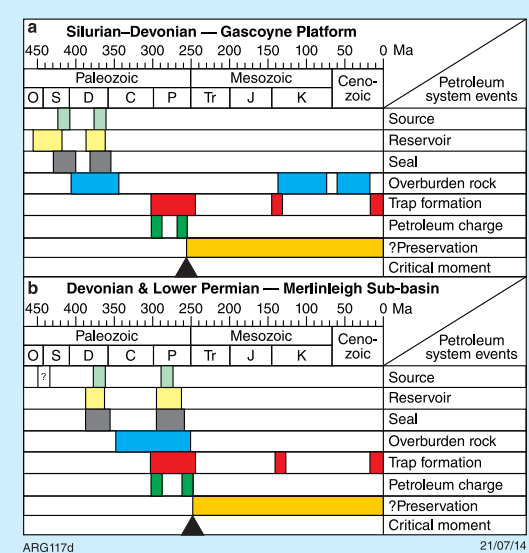 a
Silurian–Devonian — Gascoyne Platform
450 400 350 300 250 200 150 100 50 0 Ma
Paleozoic Mesozoic Ceno-
zoic
Petroleum
system events
O S D C P Tr J K
Source
Reservoir
Seal
Overburden rock
Trap formation
Petroleum charge
?Preservation
Critical moment
b
Devonian & Lower Permian — Merlinleigh Sub-basin
450 400 350 300 250 200 150 100 50 0 Ma
Paleozoic Mesozoic Ceno-
zoic
Petroleum
system events
O S D C P Tr J K
? Source
Reservoir
Seal
Overburden rock
Trap formation
Petroleum charge
?Preservation
Critical moment
ARG117d 21/07/14